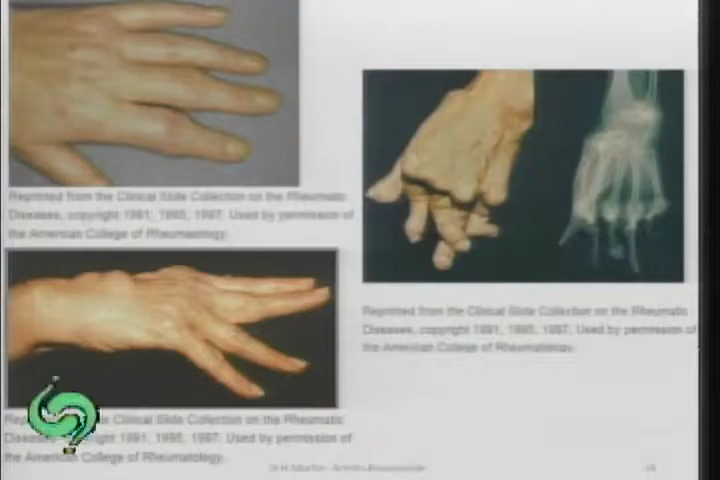 Reprinted from the Clinical Slide Collection on the Rheumatic
Diseases, copyright 1991, 1995, 1997. Used by permission of
the American College of Rheumatology.
Reprinted from the Clinical Slide Collection on the Rheumatic
Diseases, copyright 1991, 1995, 1997. Used by permission of
the American College of Rheumatology.
the Clinical Slide Collection on the Rheumatic
1991, 1995, 1997. Used by permission of
the American College of Rheumatology.